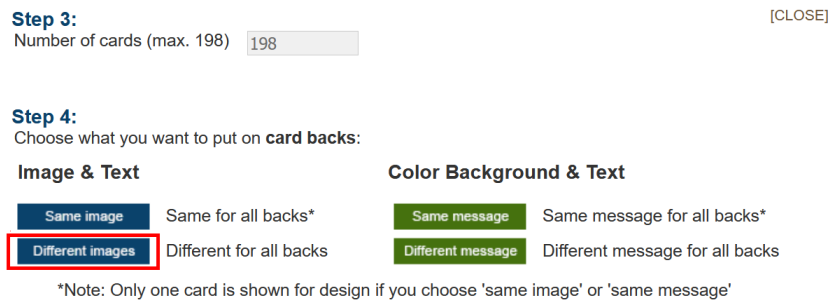 Step 3:
[CLOSE]
Number of cards (max. 198) 198
Step 4:
Choose what you want to put on card backs:
Image & Text
Color Background & Text
Same image Same for all backs*
Same message Same message for all backs*
Different images Different for all backs
Different message Different message for all backs
*Note: Only one card is shown for design if you choose 'same image' or 'same message'